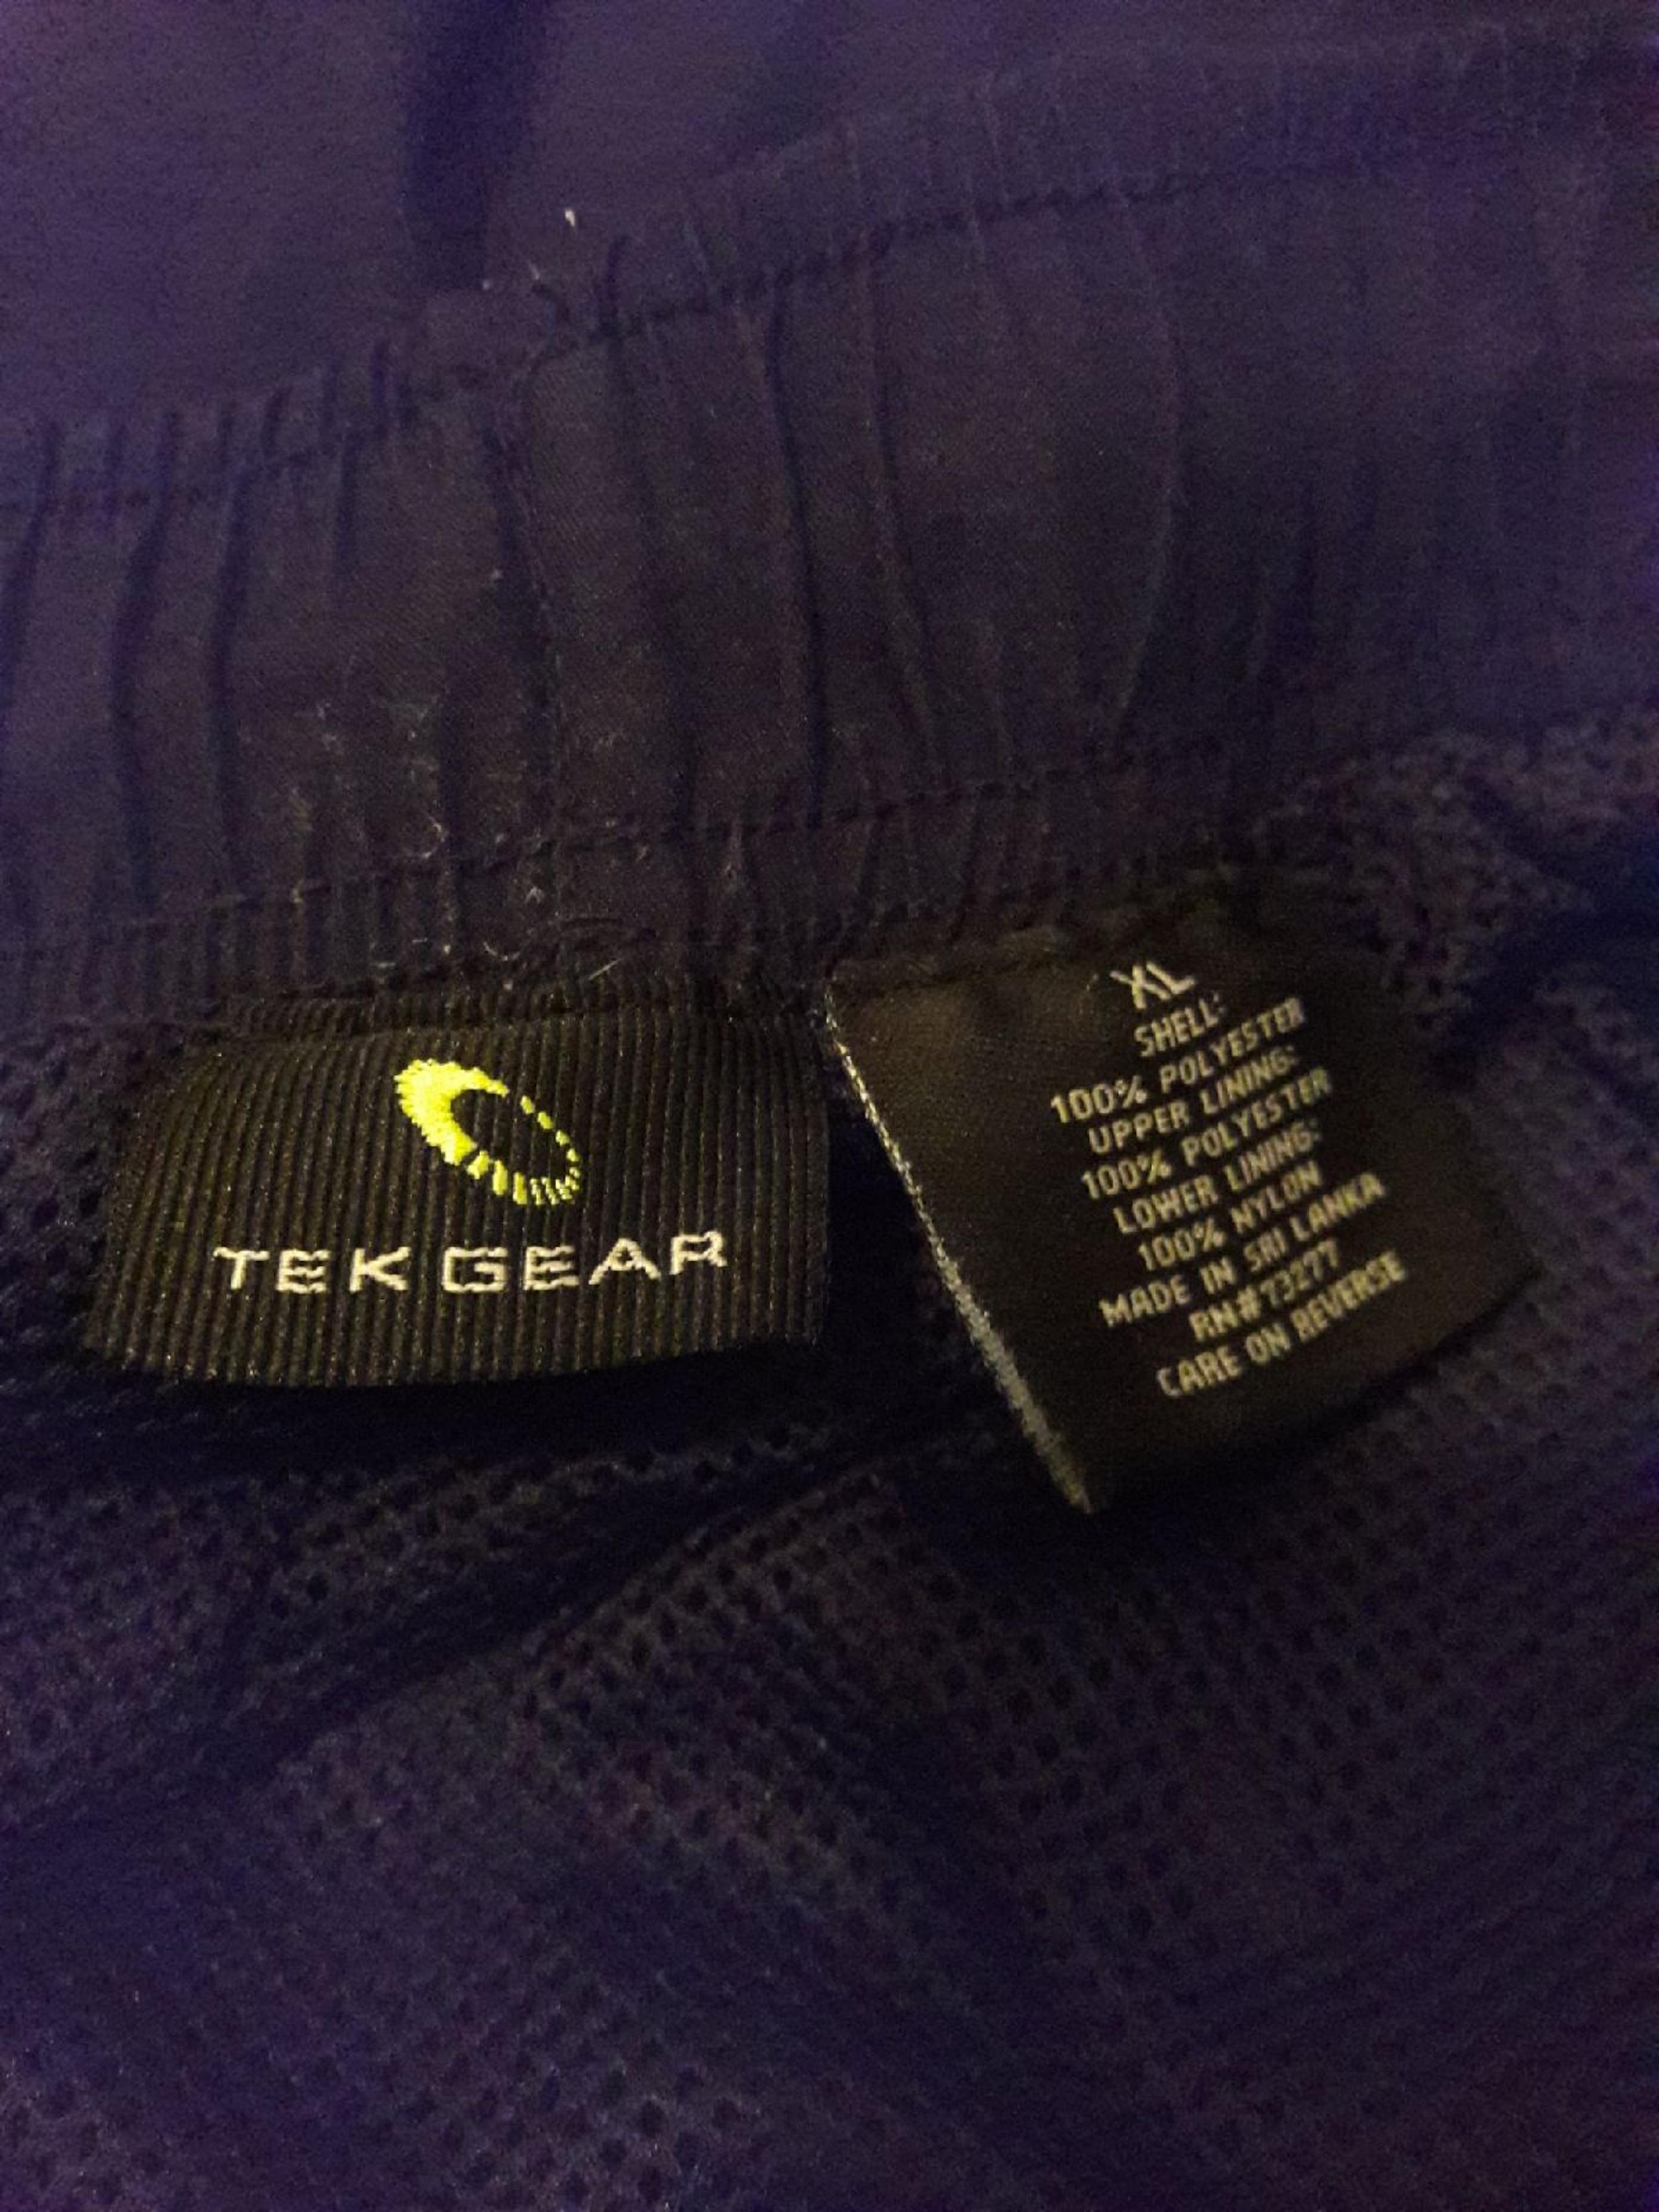 TEK GEAR
XL
SHELL:
100% POLYESTER
UPPER LINING:
100% POLYESTER
LOWER LINING:
100% NYLON
MADE IN SRI LANKA
RN#73277
CARE ON REVERSE